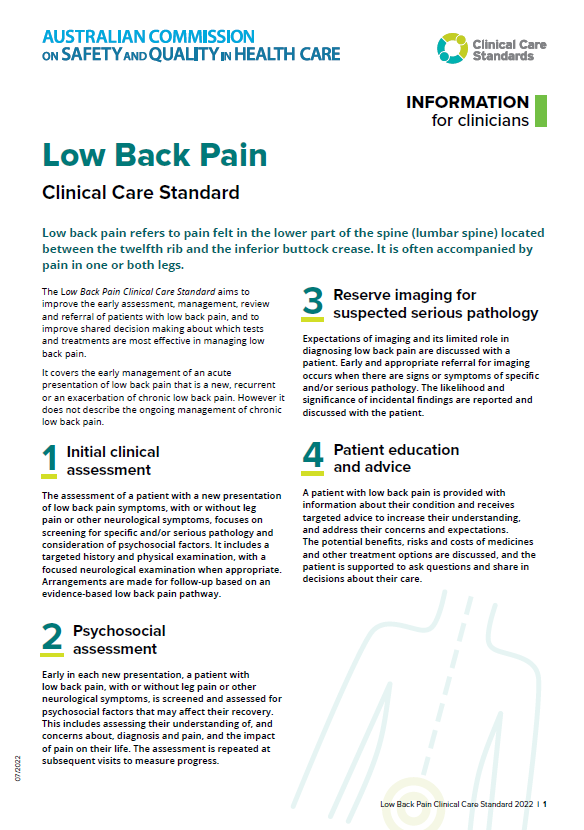 AUSTRALIAN COMMISSION
ON SAFETY AND QUALITY IN HEALTH CARE
Clinical Care
Standards
INFORMATION
for clinicians
Low Back Pain
Clinical Care Standard
Low back pain refers to pain felt in the lower part of the spine (lumbar spine) located
between the twelfth rib and the inferior buttock crease. It is often accompanied by
pain in one or both legs.
The Low Back Pain Clinical Care Standard aims to
improve the early assessment, management, review
and referral of patients with low back pain, and to
improve shared decision making about which tests
and treatments are most effective in managing low
back pain.
It covers the early management of an acute
presentation of low back pain that is a new, recurrent
or an exacerbation of chronic low back pain. However it
does not describe the ongoing management of chronic
low back pain.
1 Initial clinical
assessment
The assessment of a patient with a new presentation
of low back pain symptoms, with or without leg
pain or other neurological symptoms, focuses on
screening for specific and/or serious pathology and
consideration of psychosocial factors. It includes a
targeted history and physical examination, with a
focused neurological examination when appropriate.
Arrangements are made for follow-up based on an
evidence-based low back pain pathway.
2 Psychosocial
assessment
Early in each new presentation, a patient with
low back pain, with or without leg pain or other
neurological symptoms, is screened and assessed for
psychosocial factors that may affect their recovery.
This includes assessing their understanding of, and
concerns about, diagnosis and pain, and the impact
of pain on their life. The assessment is repeated at
subsequent visits to measure progress.
3 Reserve imaging for
suspected serious pathology
Expectations of imaging and its limited role in
diagnosing low back pain are discussed with a
patient. Early and appropriate referral for imaging
occurs when there are signs or symptoms of specific
and/or serious pathology. The likelihood and
significance of incidental findings are reported and
discussed with the patient.
4 Patient education
and advice
A patient with low back pain is provided with
information about their condition and receives
targeted advice to increase their understanding,
and address their concerns and expectations.
The potential benefits, risks and costs of medicines
and other treatment options are discussed, and the
patient is supported to ask questions and share in
decisions about their care.
07/2022
Low Back Pain Clinical Care Standard 2022 | 1